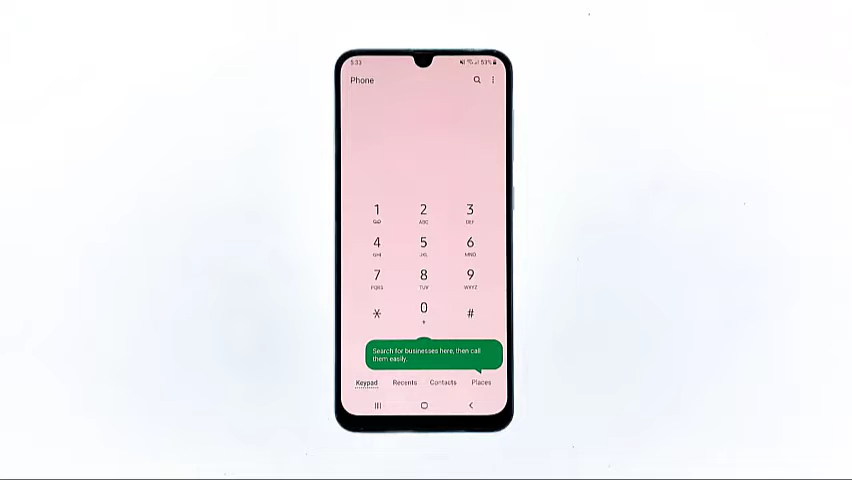 5:33
53%
Phone
1 2 3
ABC DEF
4 5 6
GHI JKL MNO
7 8 9
PQRS TUV WXYZ
* 0 #
+
Search for businesses here, then call
them easily.
Keypad Recents Contacts Places